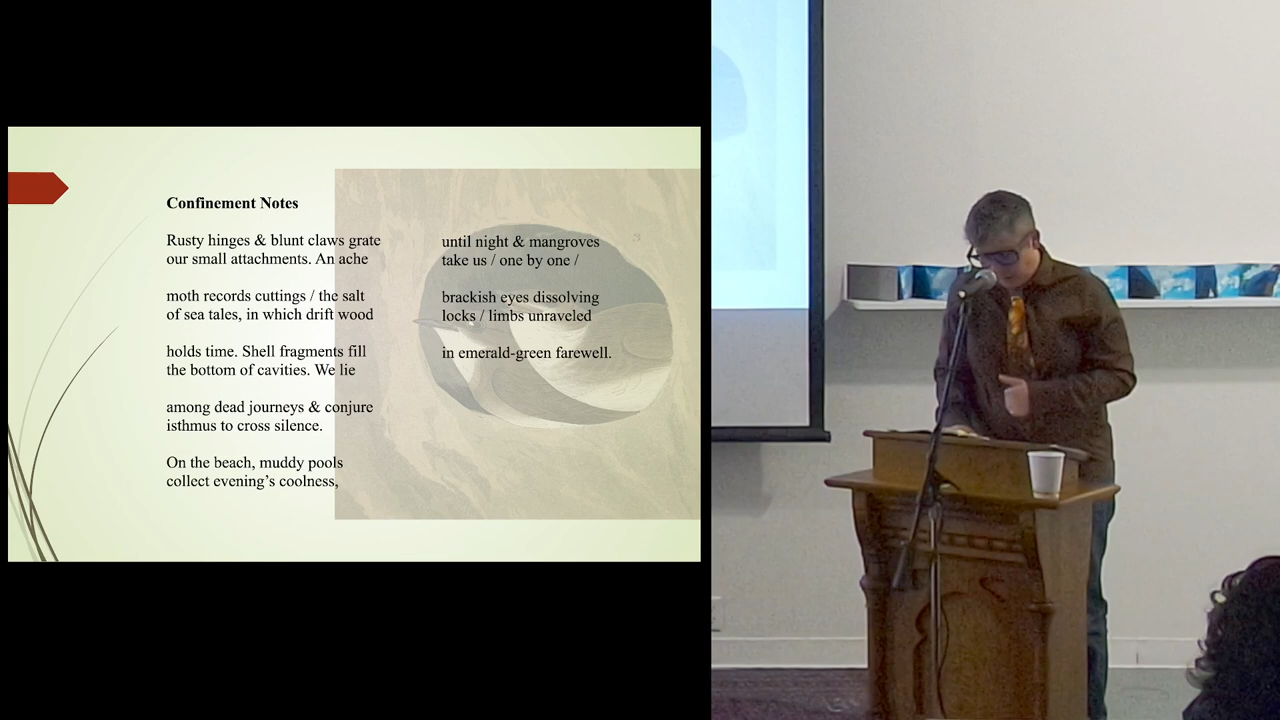 Confinement Notes
Rusty hinges & blunt claws grate
our small attachments. An ache
moth records cuttings / the salt
of sea tales, in which drift wood
holds time. Shell fragments fill
the bottom of cavities. We lie
among dead journeys & conjure
isthmus to cross silence.
On the beach, muddy pools
collect evening’s coolness,
until night & mangroves
take us / one by one /
brackish eyes dissolving
locks / limbs unraveled
in emerald-green farewell.